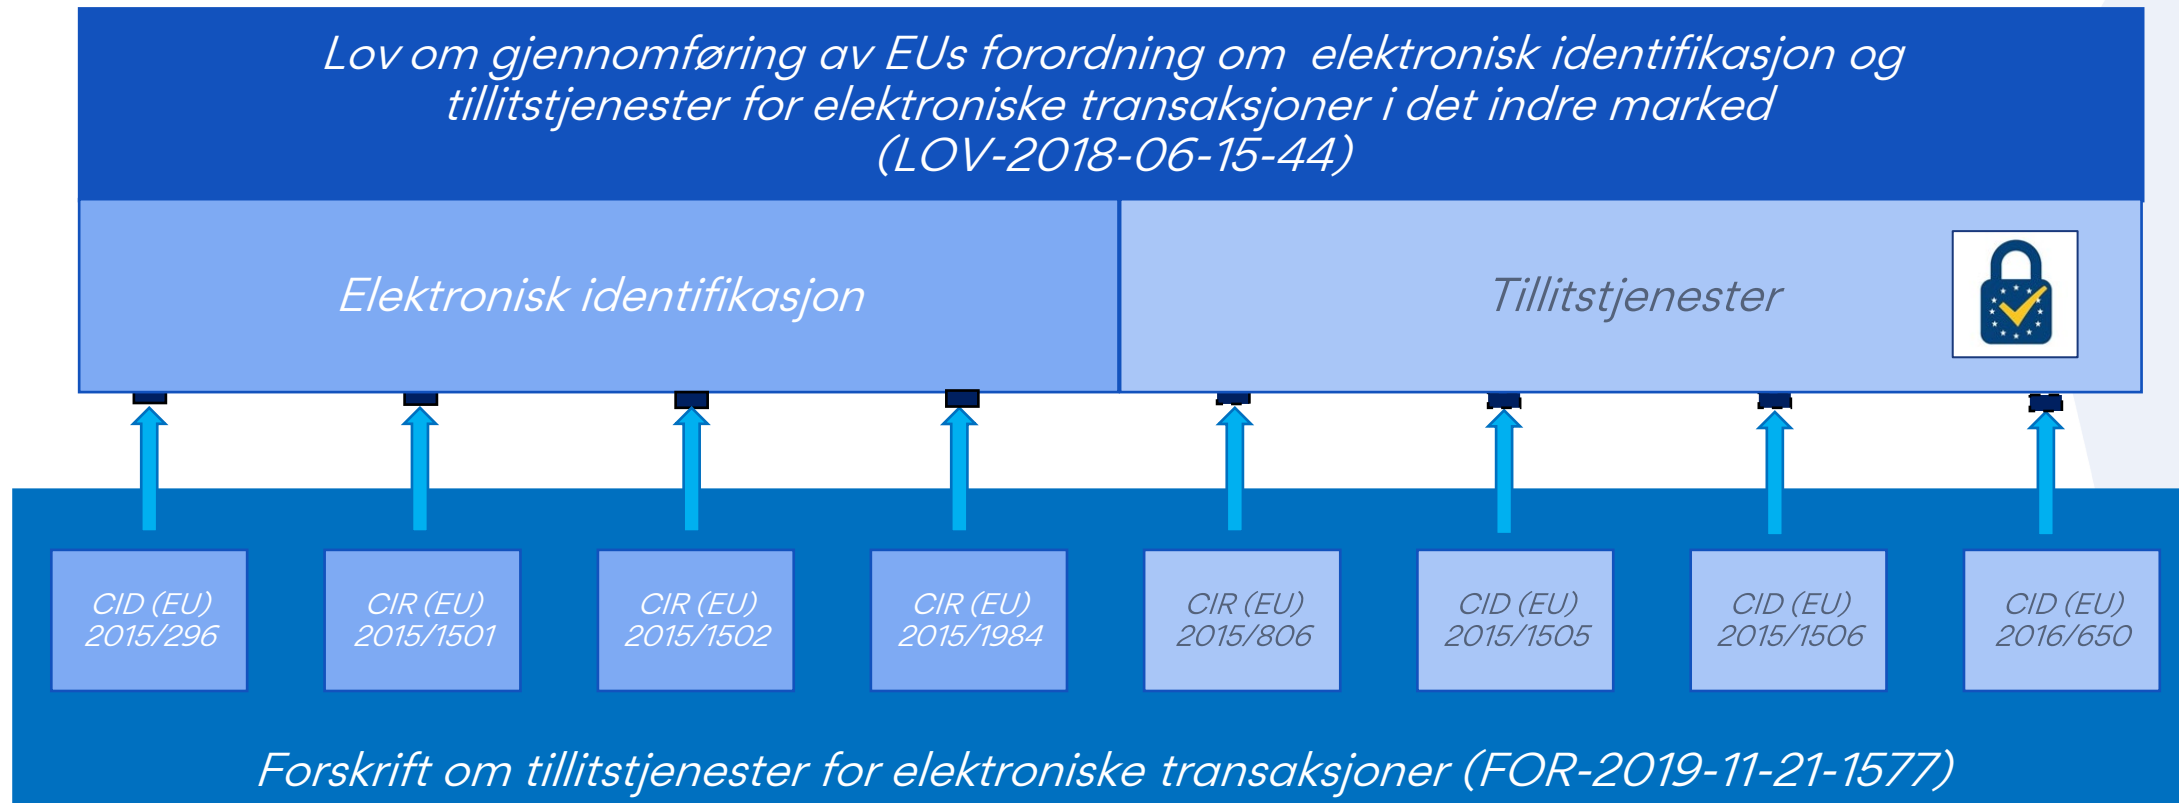 Lov om gjennomføring av EUs forordning om elektronisk identifikasjon og
tillitstjenester for elektroniske transaksjoner i det indre marked
(LOV-2018-06-15-44)
Elektronisk identifikasjon
Tillitstjenester
CID (EU)
2015/296
CIR (EU)
2015/1501
CIR (EU)
2015/1502
CIR (EU)
2015/1984
CIR (EU)
2015/806
CID (EU)
2015/1505
CID (EU)
2015/1506
CID (EU)
2016/650
Forskrift om tillitstjenester for elektroniske transaksjoner (FOR-2019-11-21-1577)